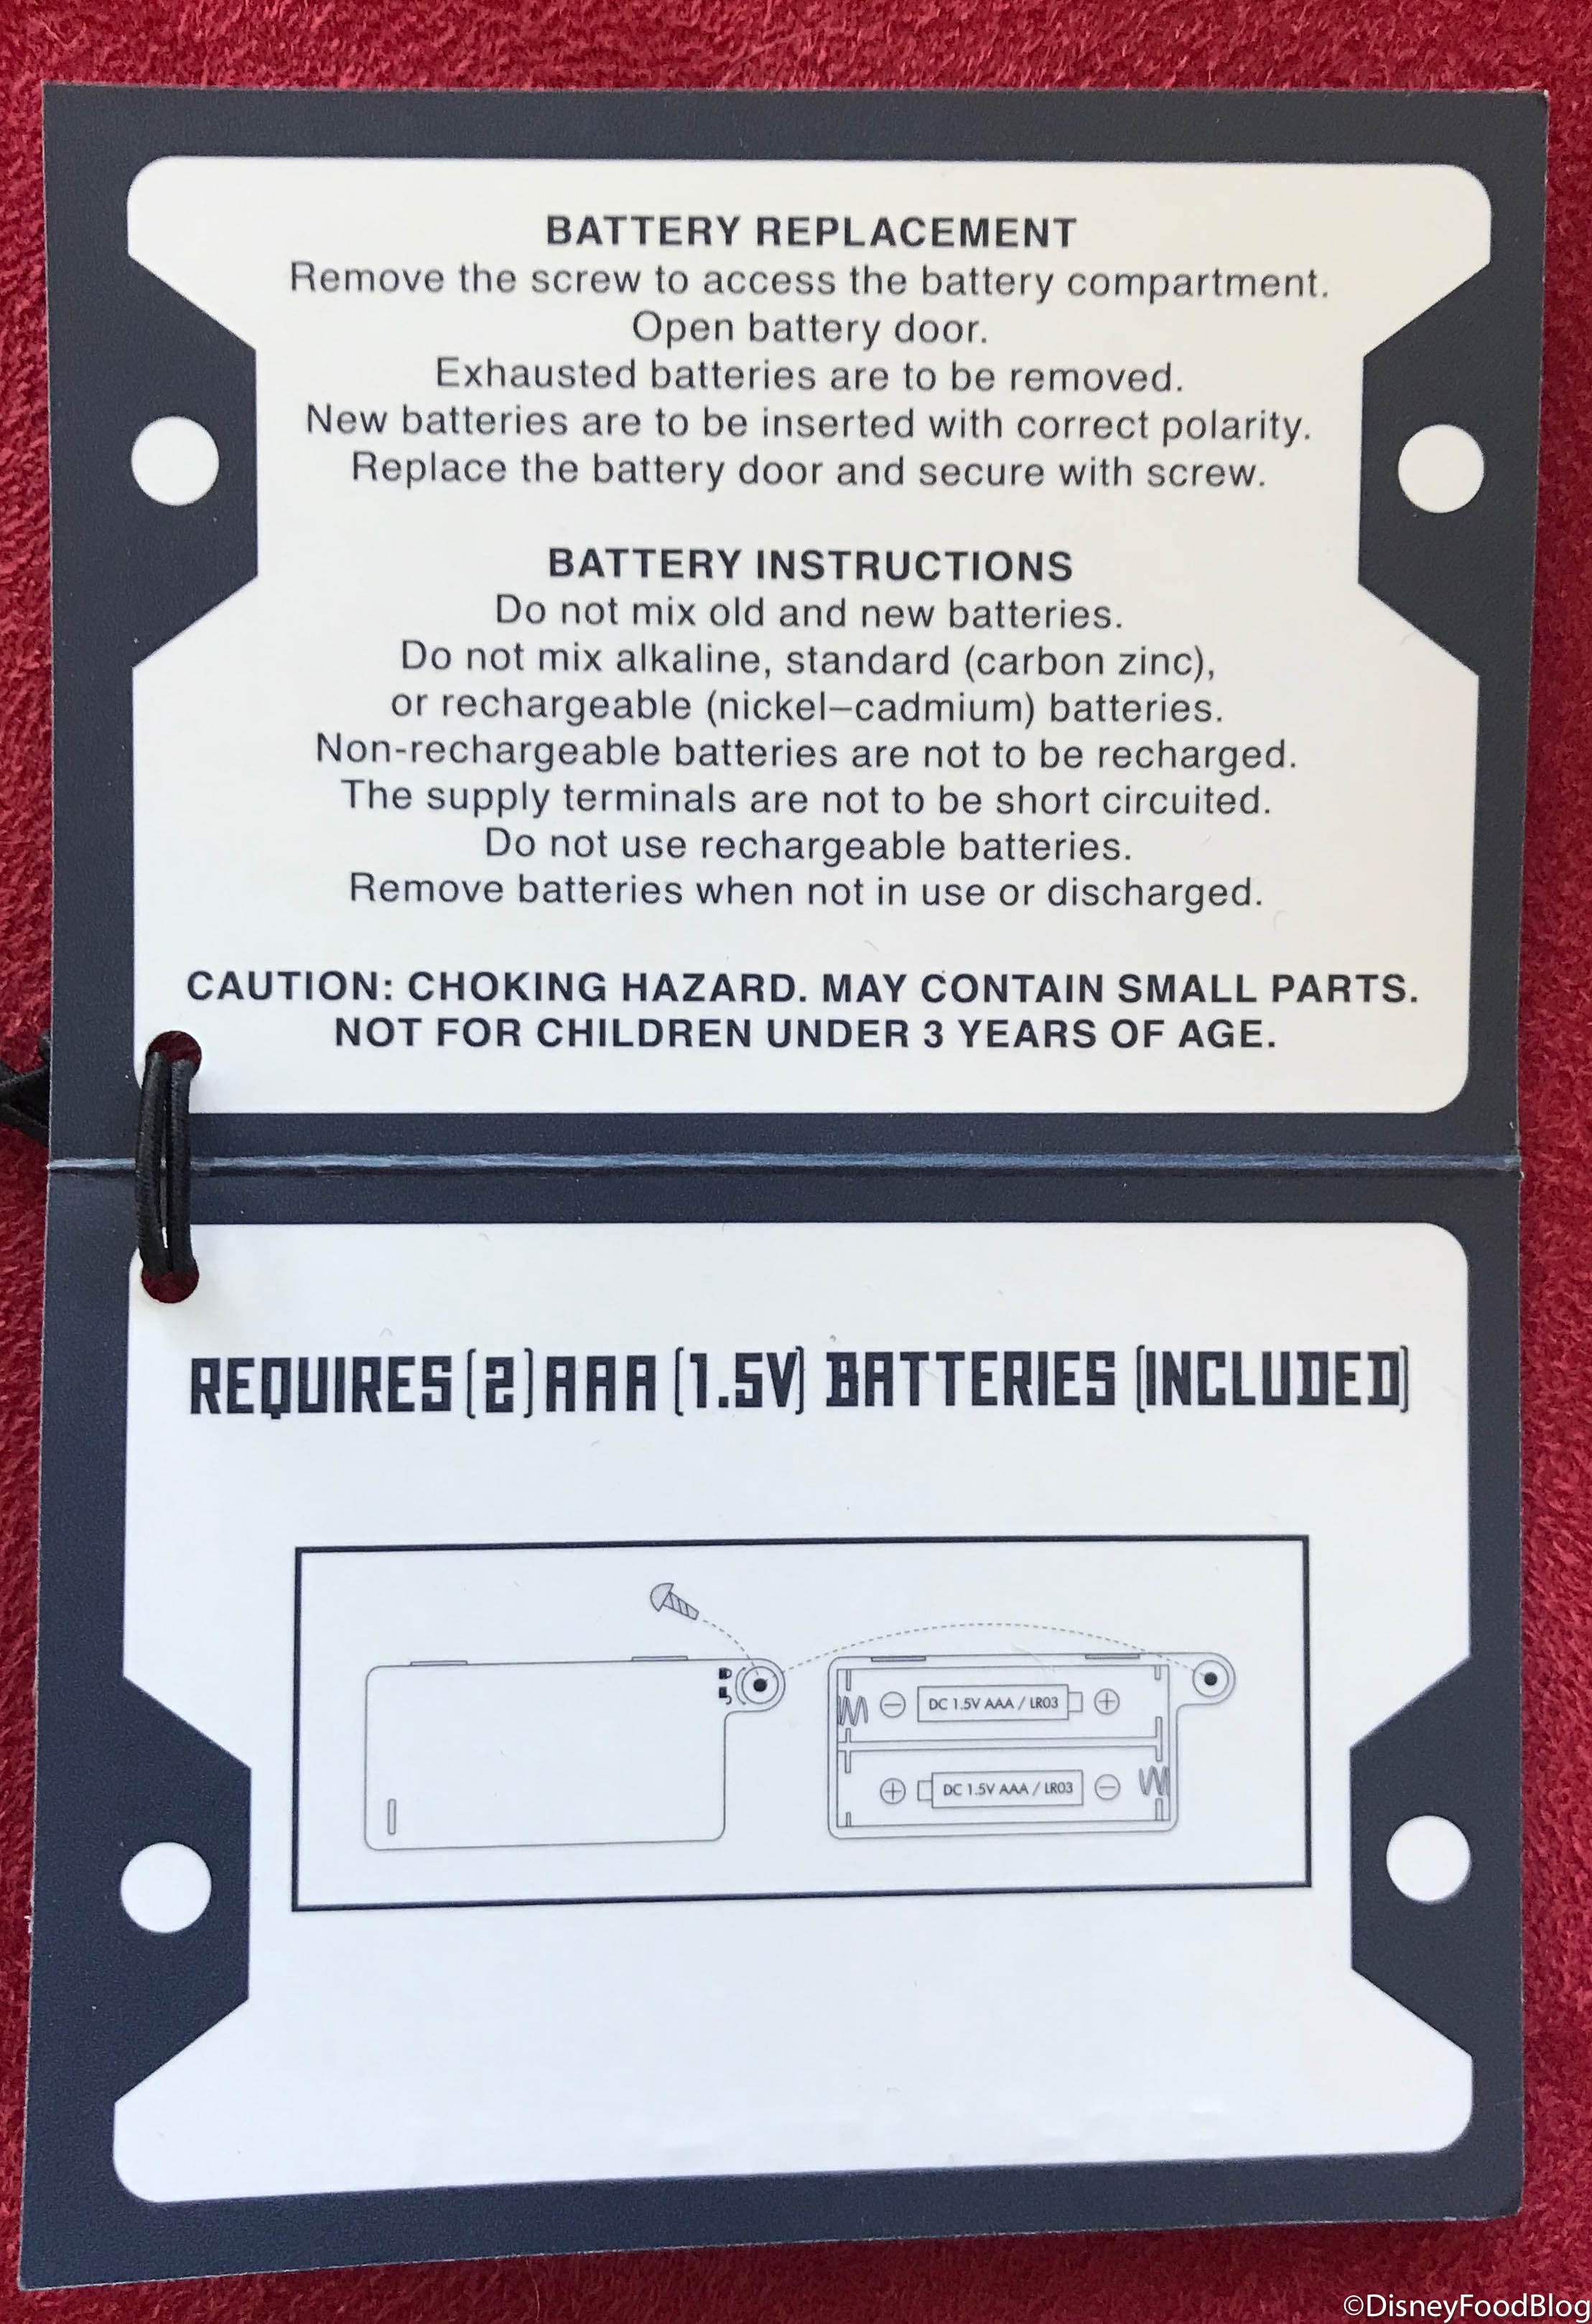 BATTERY REPLACEMENT
Remove the screw to access the battery compartment.
Open battery door.
Exhausted batteries are to be removed.
New batteries are to be inserted with correct polarity.
Replace the battery door and secure with screw.
BATTERY INSTRUCTIONS
Do not mix old and new batteries.
Do not mix alkaline, standard (carbon zinc),
or rechargeable (nickel–cadmium) batteries.
Non-rechargeable batteries are not to be recharged.
The supply terminals are not to be short circuited.
Do not use rechargeable batteries.
Remove batteries when not in use or discharged.
CAUTION: CHOKING HAZARD. MAY CONTAIN SMALL PARTS.
NOT FOR CHILDREN UNDER 3 YEARS OF AGE.
REQUIRES (2) AAA (1.5V) BATTERIES (INCLUDED)
− DC 1.5V AAA / LR03 +
+ DC 1.5V AAA / LR03 −
©DisneyFoodBlog